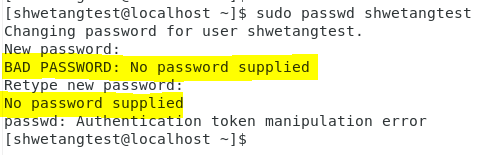 [shwetangtest@localhost ~]$ sudo passwd shwetangtest
Changing password for user shwetangtest.
New password:
BAD PASSWORD: No password supplied
Retype new password:
No password supplied
passwd: Authentication token manipulation error
[shwetangtest@localhost ~]$